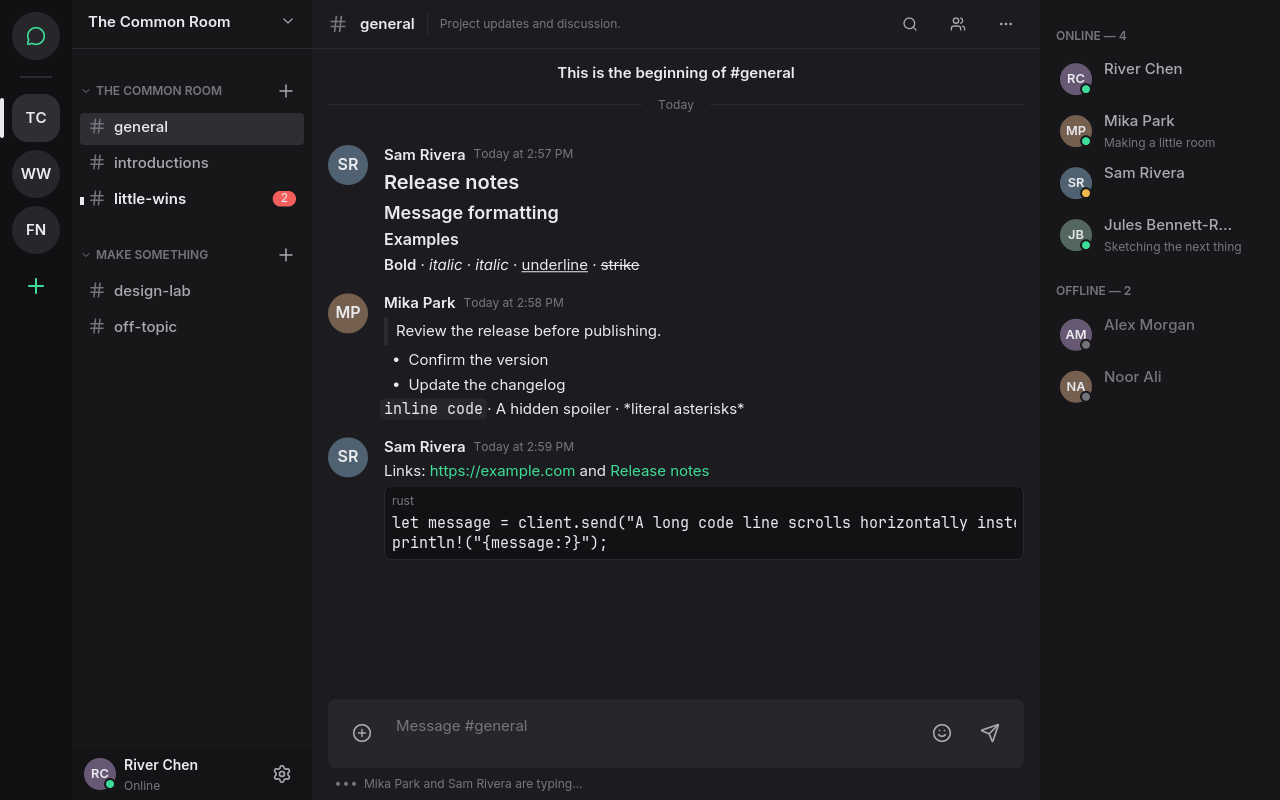 The Common Room
TC
WW
FN
THE COMMON ROOM
general
introductions
little-wins 2
MAKE SOMETHING
design-lab
off-topic
RC River Chen
Online
general Project updates and discussion.
This is the beginning of #general
Today
SR Sam Rivera Today at 2:57 PM
Release notes
Message formatting
Examples
Bold · italic · italic · underline · strike
MP Mika Park Today at 2:58 PM
Review the release before publishing.
• Confirm the version
• Update the changelog
inline code · A hidden spoiler · *literal asterisks*
SR Sam Rivera Today at 2:59 PM
Links: https://example.com and Release notes
rust
let message = client.send("A long code line scrolls horizontally inste
println!("{message:?}");
Message #general
Mika Park and Sam Rivera are typing...
ONLINE — 4
RC River Chen
MP Mika Park
Making a little room
SR Sam Rivera
JB Jules Bennett-R...
Sketching the next thing
OFFLINE — 2
AM Alex Morgan
NA Noor Ali